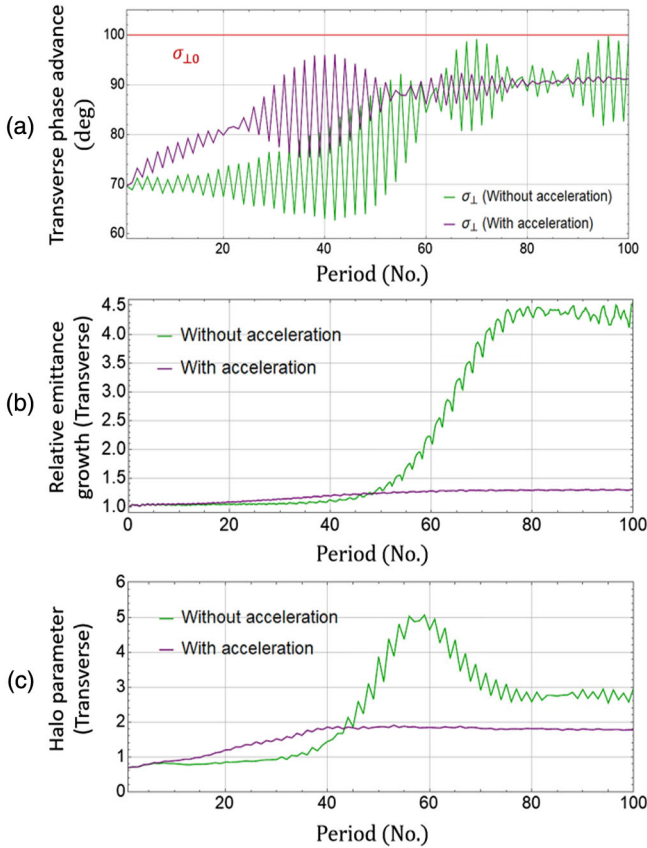 (a)
Transverse phase advance
(deg)
100
90
80
70
60
σ⊥0
σ⊥ (Without acceleration)
σ⊥ (With acceleration)
20 40 60 80 100
Period (No.)
(b)
Relative emittance
growth (Transverse)
4.5
4.0
3.5
3.0
2.5
2.0
1.5
1.0
Without acceleration
With acceleration
0 20 40 60 80 100
Period (No.)
(c)
Halo parameter
(Transverse)
6
5
4
3
2
1
0
Without acceleration
With acceleration
20 40 60 80 100
Period (No.)